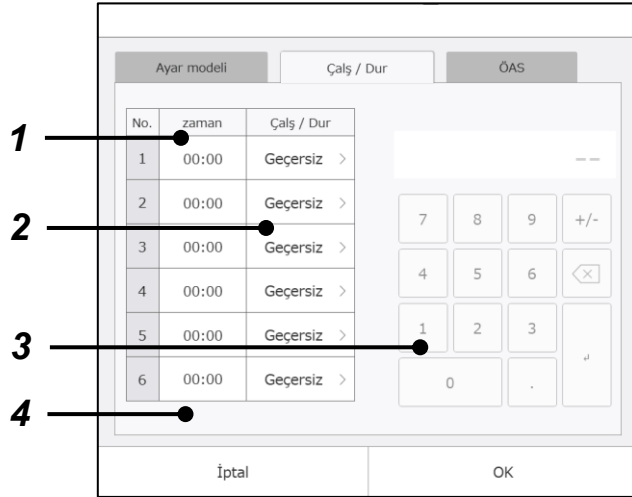 Ayar modeli Çalş / Dur ÖAS
No. zaman Çalş / Dur
1 00:00 Geçersiz >
2 00:00 Geçersiz >
3 00:00 Geçersiz >
4 00:00 Geçersiz >
5 00:00 Geçersiz >
6 00:00 Geçersiz >
--
7 8 9 +/-
4 5 6
1 2 3
0 .
İptal OK
1
2
3
4